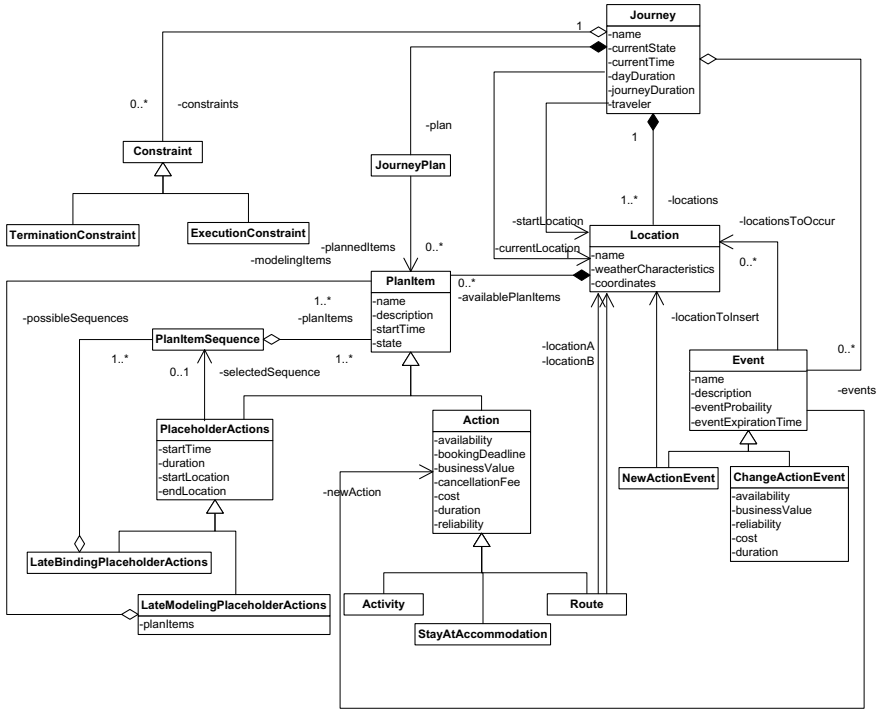 Journey
-name
-currentState
-currentTime
-dayDuration
-journeyDuration
-traveler
1
0..*
-constraints
-plan
Constraint
JourneyPlan
1
TerminationConstraint
ExecutionConstraint
1..*
-locations
-startLocation
-locationsToOccur
-plannedItems
0..*
-modelingItems
-currentLocation
1
0..*
Location
-name
-weatherCharacteristics
-coordinates
PlanItem
-name
-description
-startTime
-state
0..*
-availablePlanItems
-possibleSequences
1..*
-planItems
PlanItemSequence
1..*
1..*
0..1
-selectedSequence
-locationToInsert
-locationA
-locationB
0..*
-events
Event
-name
-description
-eventProbaility
-eventExpirationTime
PlaceholderActions
-startTime
-duration
-startLocation
-endLocation
Action
-availability
-bookingDeadline
-businessValue
-cancellationFee
-cost
-duration
-reliability
-newAction
NewActionEvent
ChangeActionEvent
-availability
-businessValue
-reliability
-cost
-duration
LateBindingPlaceholderActions
LateModelingPlaceholderActions
-planItems
Activity
Route
StayAtAccommodation